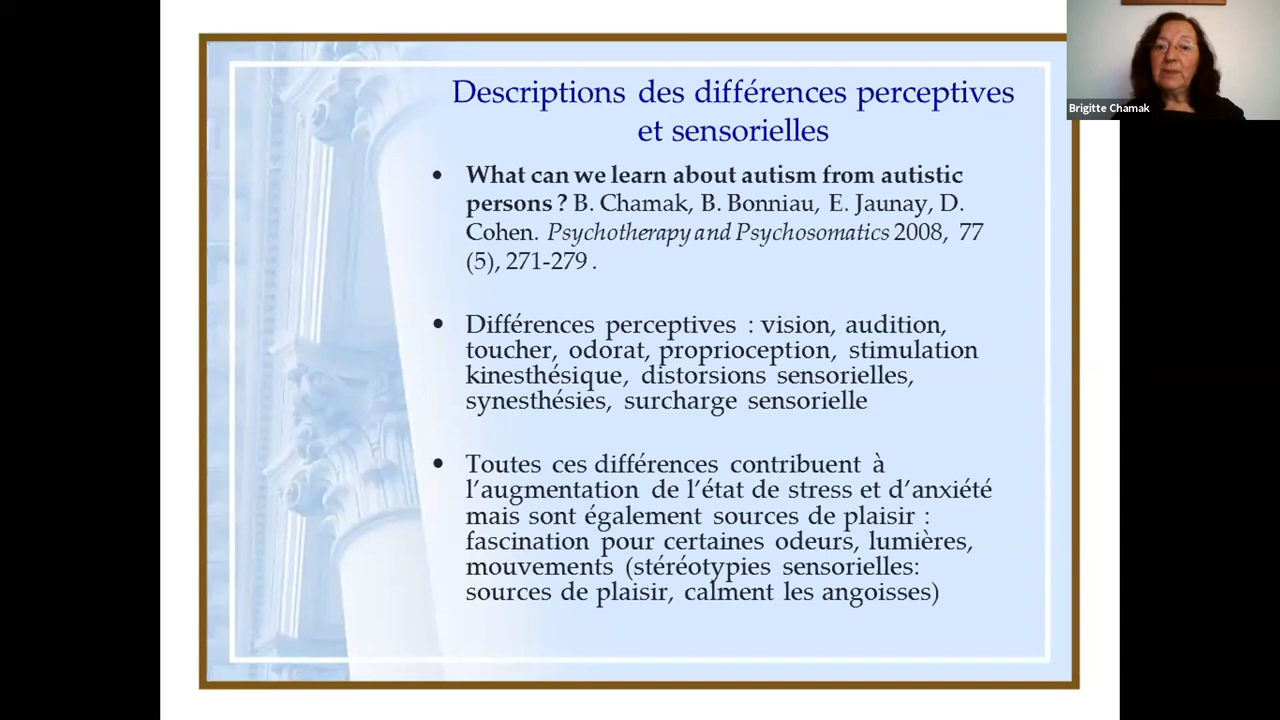 Descriptions des différences perceptives
et sensorielles
• What can we learn about autism from autistic
persons ? B. Chamak, B. Bonniau, E. Jaunay, D.
Cohen. Psychotherapy and Psychosomatics 2008, 77
(5), 271-279 .
• Différences perceptives : vision, audition,
toucher, odorat, proprioception, stimulation
kinesthésique, distorsions sensorielles,
synesthésies, surcharge sensorielle
• Toutes ces différences contribuent à
l’augmentation de l’état de stress et d’anxiété
mais sont également sources de plaisir :
fascination pour certaines odeurs, lumières,
mouvements (stéréotypies sensorielles:
sources de plaisir, calment les angoisses)
Brigitte Chamak